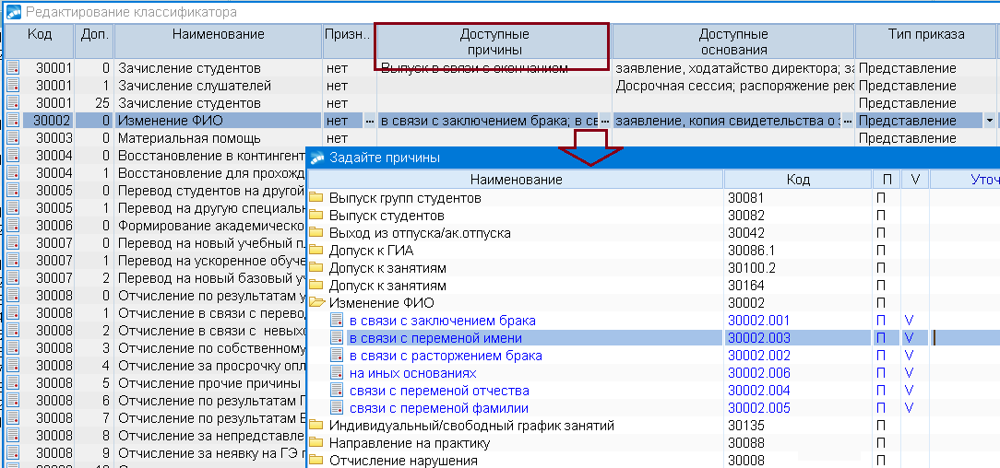 Редактирование классификатора
Код Доп. Наименование Призн.. Доступные причины Доступные основания Тип приказа
30001 0 Зачисление студентов нет Выпуск в связи с окончанием заявление, ходатайство директора; за Представление
30001 1 Зачисление слушателей нет Досрочная сессия; распоряжение рек Представление
30001 25 Зачисление студентов нет Представление
30002 0 Изменение ФИО нет ... в связи с заключением брака; в св ... заявление, копия свидетельства о з ... Представление
30003 0 Материальная помощь нет Представление
30004 0 Восстановление в контингент
30004 1 Восстановление для прохожд
30005 0 Перевод студентов на другой
30005 1 Перевод на другую специальн
30006 0 Формирование академическо
30007 0 Перевод на новый учебный п
30007 1 Перевод на ускоренное обуче
30007 2 Перевод на новый базовый уч
30008 0 Отчисление по результатам у
30008 1 Отчисление в связи с перевод
30008 2 Отчисление в связи с невыхо
30008 3 Отчисление по собственному
30008 4 Отчисление за просрочку опл
30008 5 Отчисление прочие причины
30008 6 Отчисление по результатам Г
30008 7 Отчисление по результатам В
30008 8 Отчисление за непредставле
30008 9 Отчисление за неявку на ГЭ г
Задайте причины
Наименование Код П V Уточ
Выпуск групп студентов 30081 П
Выпуск студентов 30082 П
Выход из отпуска/ак.отпуска 30042 П
Допуск к ГИА 30086.1 П
Допуск к занятиям 30100.2 П
Допуск к занятиям 30164 П
Изменение ФИО 30002 П
в связи с заключением брака 30002.001 П V
в связи с переменой имени 30002.003 П V
в связи с расторжением брака 30002.002 П V
на иных основаниях 30002.006 П V
связи с переменой отчества 30002.004 П V
связи с переменой фамилии 30002.005 П V
Индивидуальный/свободный график занятий 30135 П
Направление на практику 30088 П
Отчисление нарушения 30008 П